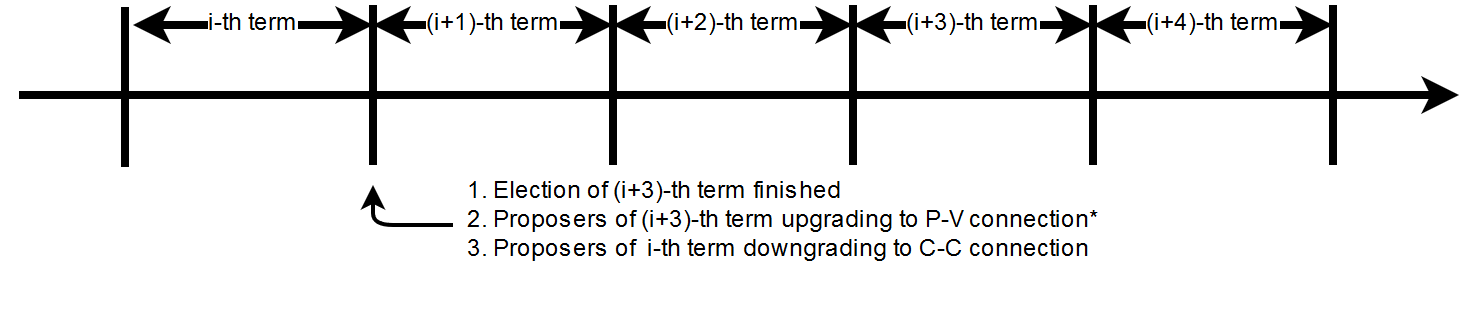 i-th term (i+1)-th term (i+2)-th term (i+3)-th term (i+4)-th term
1. Election of (i+3)-th term finished
2. Proposers of (i+3)-th term upgrading to P-V connection*
3. Proposers of i-th term downgrading to C-C connection